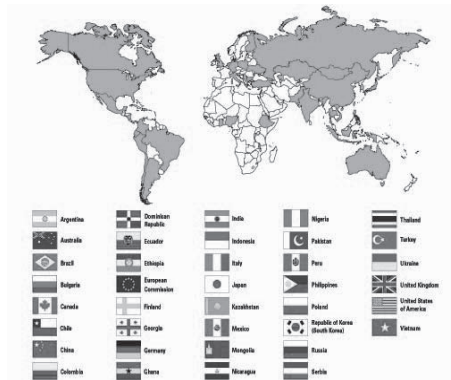 Argentina
Australia
Brazil
Bulgaria
Canada
Chile
China
Colombia
Dominican
Republic
Ecuador
Ethiopia
European
Commission
Finland
Georgia
Germany
Ghana
India
Indonesia
Italy
Japan
Kazakhstan
Mexico
Mongolia
Nicaragua
Nigeria
Pakistan
Peru
Philippines
Poland
Republic of Korea
(South Korea)
Russia
Serbia
Thailand
Turkey
Ukraine
United Kingdom
United States
of America
Vietnam